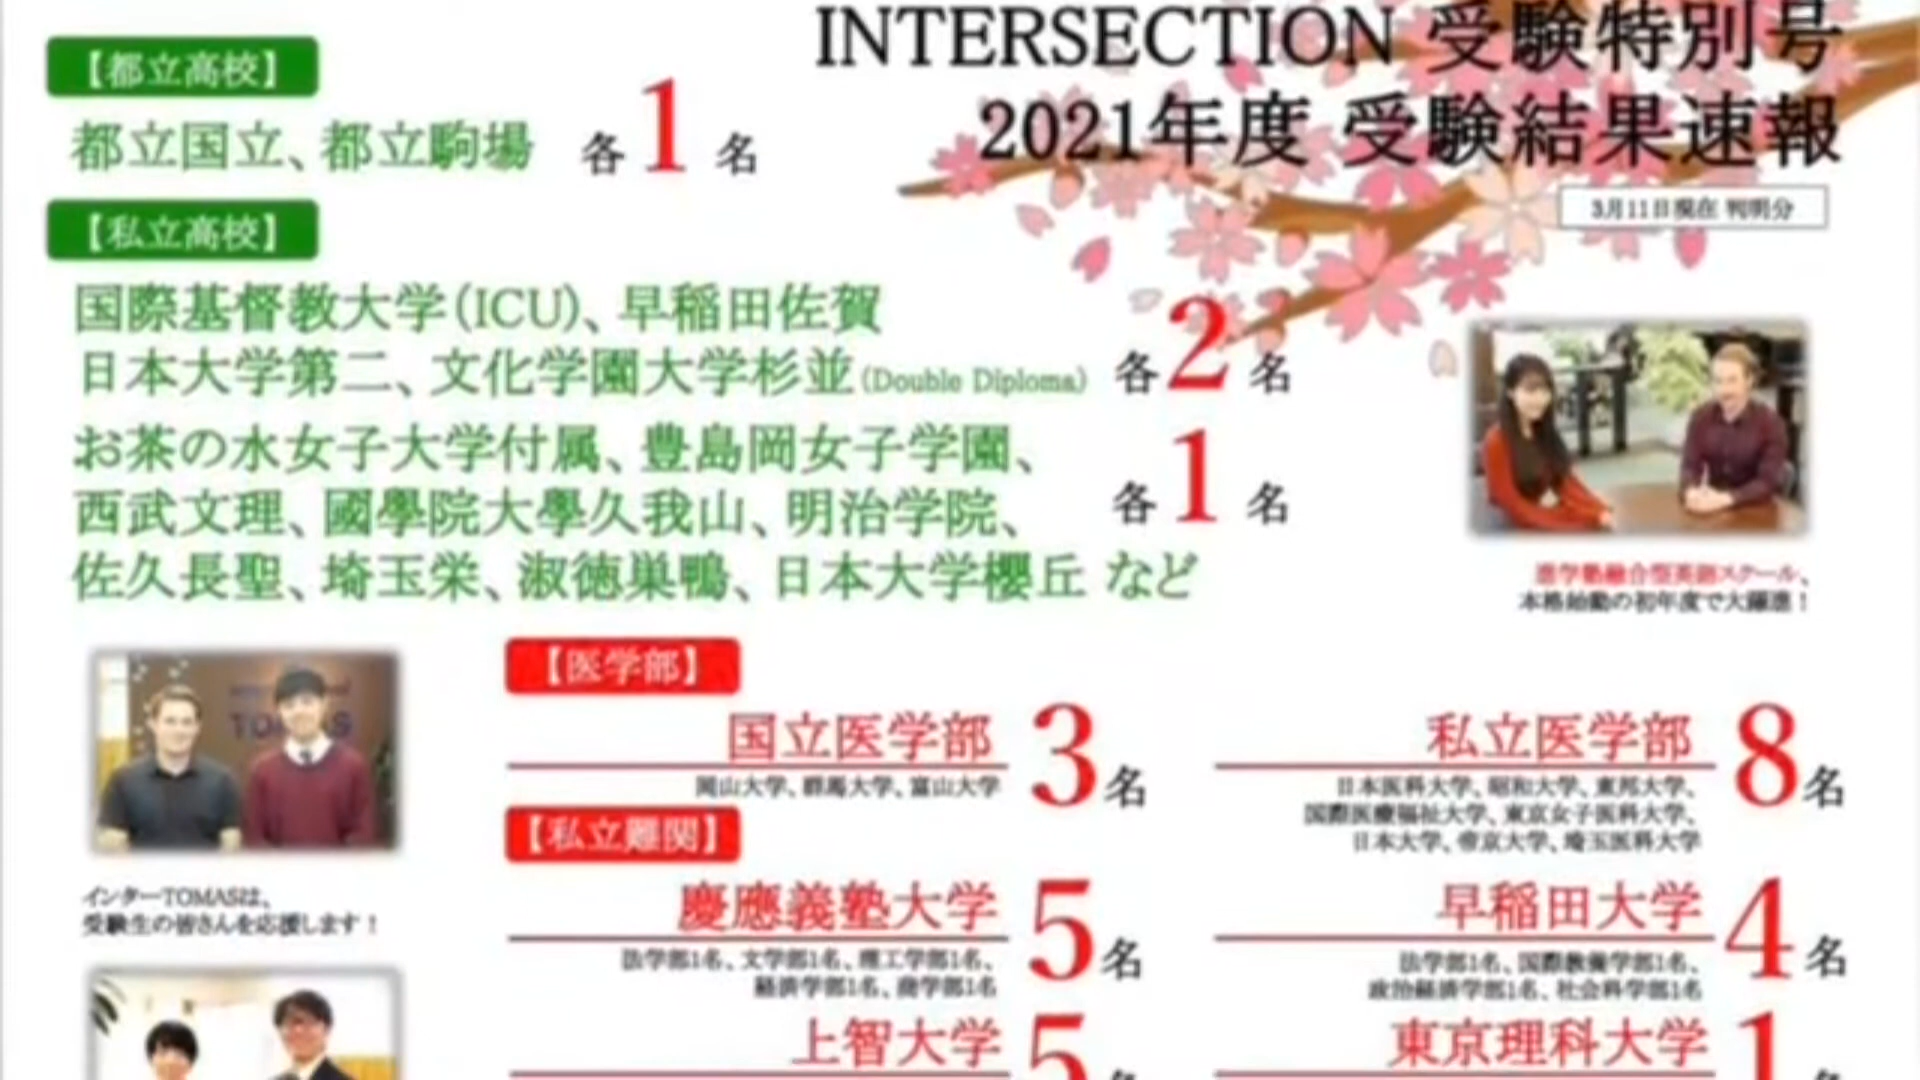 INTERSECTION 受験特別号
2021年度 受験結果速報
3月11日現在 判明分
【都立高校】
都立国立、都立駒場 各1名
【私立高校】
国際基督教大学(ICU)、早稲田佐賀
日本大学第二、文化学園大学杉並(Double Diploma) 各2名
お茶の水女子大学付属、豊島岡女子学園、
西武文理、國學院大學久我山、明治学院、 各1名
佐久長聖、埼玉栄、淑徳巣鴨、日本大学櫻丘 など
進学塾融合型英語スクール、
本格始動の初年度で大躍進！
TOMAS
インターTOMASは、
受験生の皆さんを応援します！
【医学部】
国立医学部 3名
岡山大学、群馬大学、富山大学
私立医学部 8名
日本医科大学、昭和大学、東邦大学、
国際医療福祉大学、東京女子医科大学、
日本大学、帝京大学、埼玉医科大学
【私立難関】
慶應義塾大学 5名
法学部1名、文学部1名、理工学部1名、
経済学部1名、商学部1名
早稲田大学 4名
法学部1名、国際教養学部1名、
政治経済学部1名、社会科学部1名
上智大学 5名
東京理科大学 1名